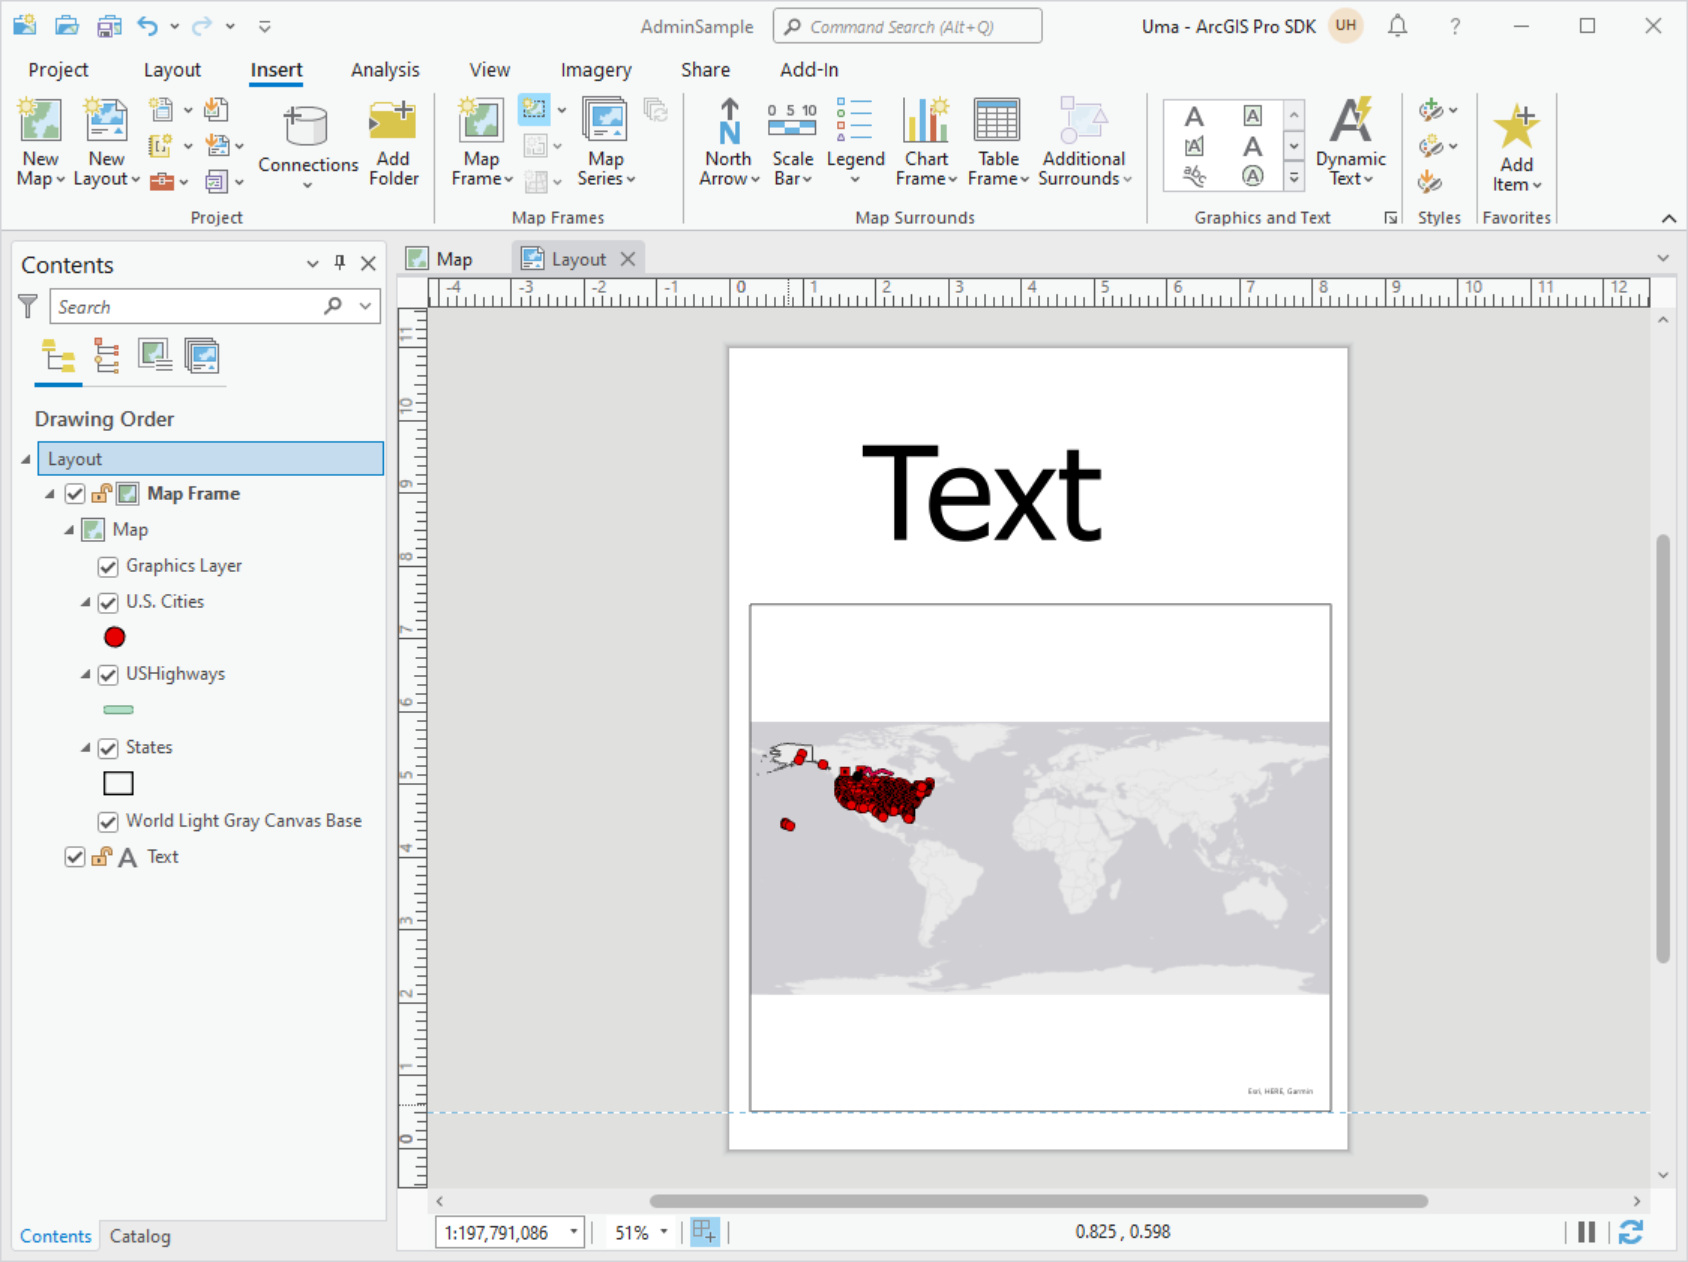 AdminSample
Command Search (Alt+Q)
Uma - ArcGIS Pro SDK
UH
?
Project
Layout
Insert
Analysis
View
Imagery
Share
Add-In
New Map
New Layout
Connections
Add Folder
Project
Map Frame
Map Series
Map Frames
North Arrow
0 5 10
Scale Bar
Legend
Chart Frame
Table Frame
Additional Surrounds
Map Surrounds
Dynamic Text
Graphics and Text
Styles
Add Item
Favorites
Contents
Search
Drawing Order
Layout
Map Frame
Map
Graphics Layer
U.S. Cities
USHighways
States
World Light Gray Canvas Base
Text
Contents
Catalog
Map
Layout
-4 -3 -2 -1 0 1 2 3 4 5 6 7 8 9 10 11 12
11
10
9
8
7
6
5
4
3
2
1
0
Text
Esri, HERE, Garmin
1:197,791,086
51%
0.825 , 0.598